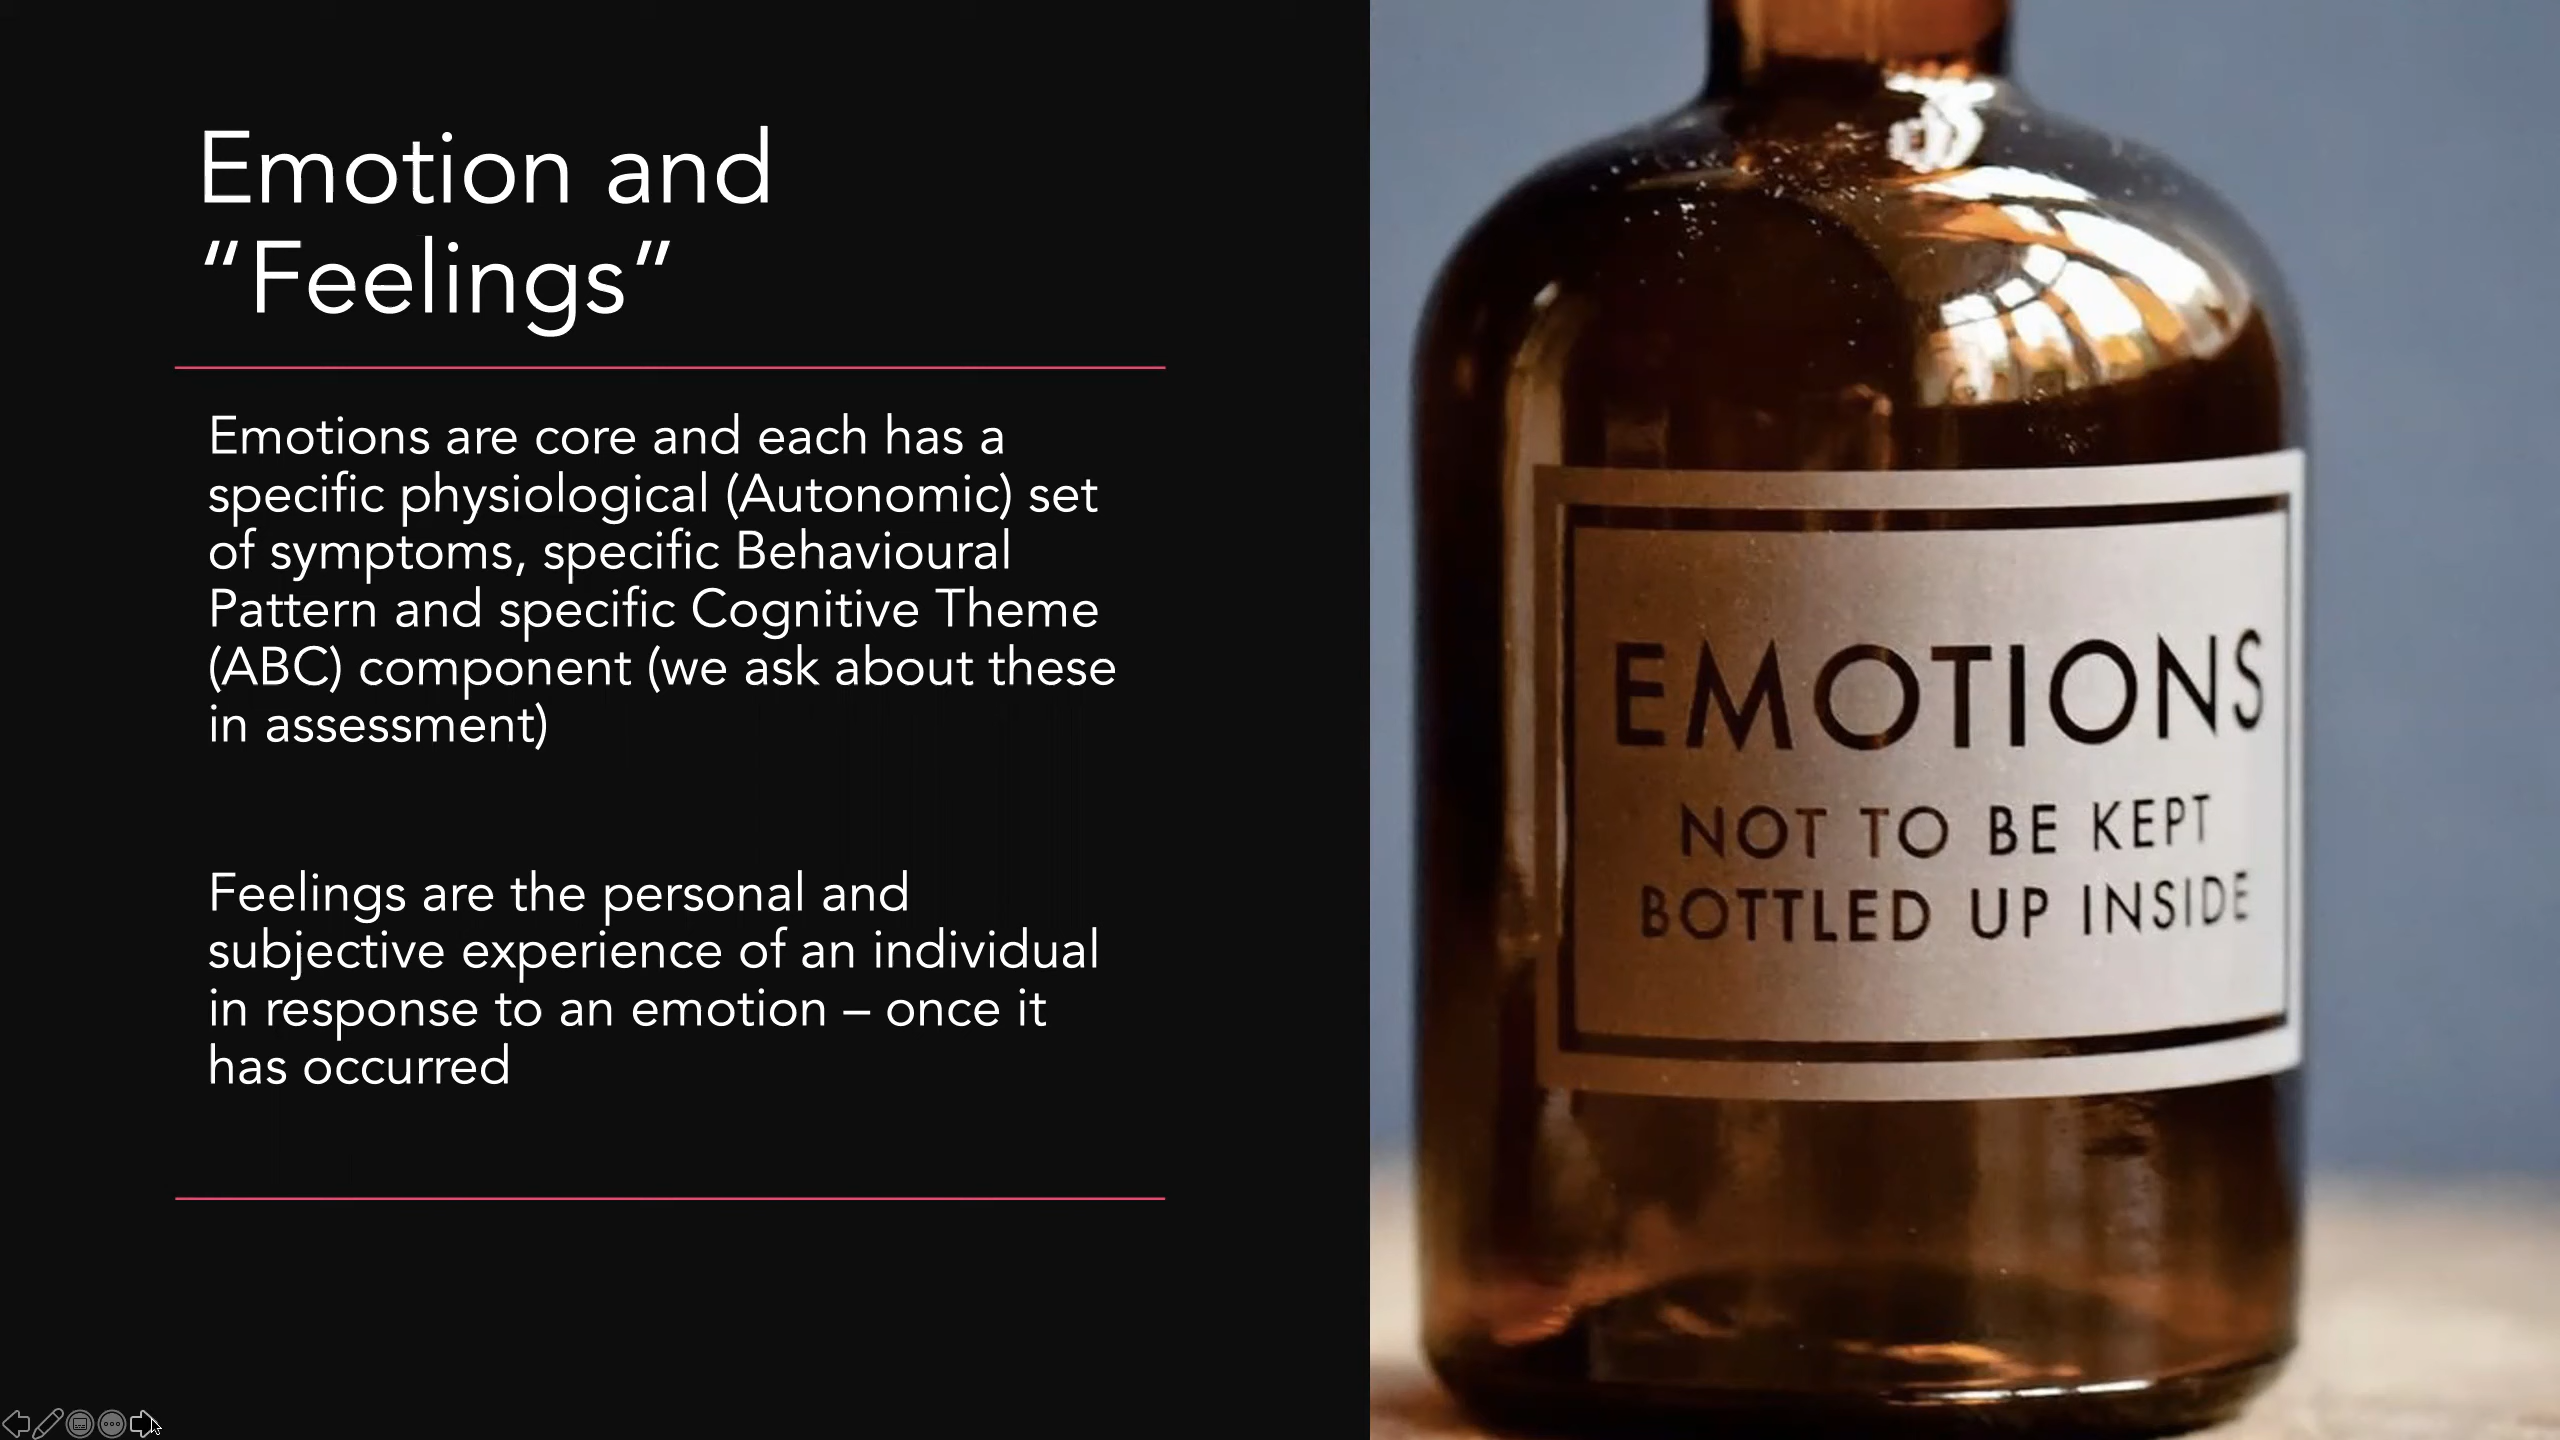 Emotion and
“Feelings”
Emotions are core and each has a
specific physiological (Autonomic) set
of symptoms, specific Behavioural
Pattern and specific Cognitive Theme
(ABC) component (we ask about these
in assessment)
Feelings are the personal and
subjective experience of an individual
in response to an emotion – once it
has occurred
EMOTIONS
NOT TO BE KEPT
BOTTLED UP INSIDE